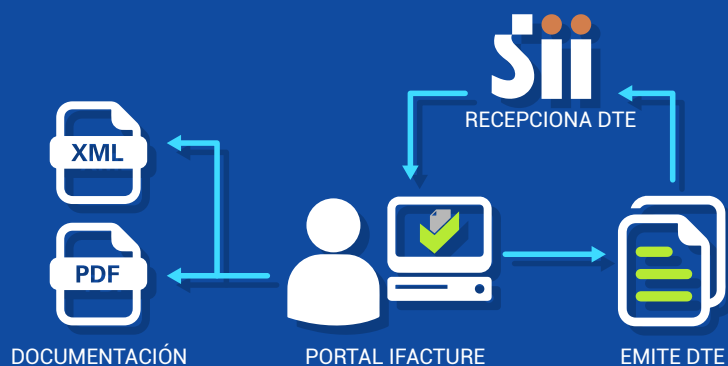 Sii
RECEPCIONA DTE
XML
PDF
DOCUMENTACIÓN
PORTAL IFACTURE
EMITE DTE